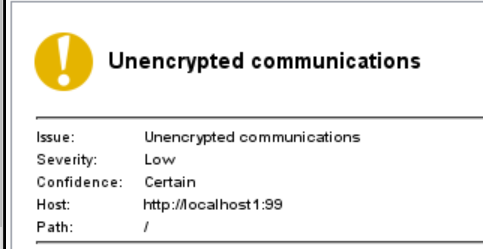 Unencrypted communications
Issue: Unencrypted communications
Severity: Low
Confidence: Certain
Host: http://localhost1:99
Path: /